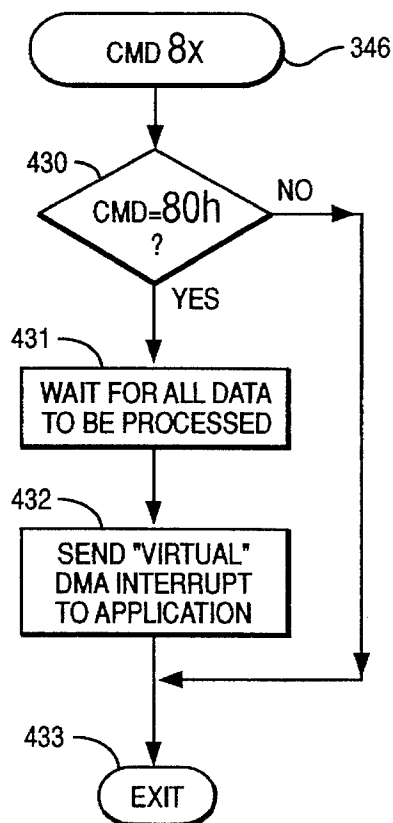 CMD 8X
346
430
CMD=80h
?
NO
YES
431
WAIT FOR ALL DATA
TO BE PROCESSED
432
SEND "VIRTUAL"
DMA INTERRUPT
TO APPLICATION
433
EXIT